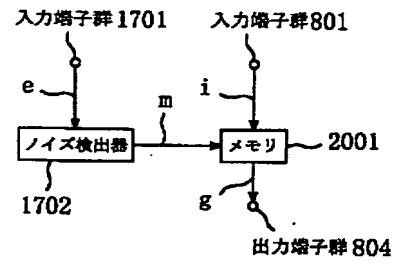 入力端子群1701
入力端子群801
e
m
i
ノイズ検出器
メモリ
2001
1702
g
出力端子群804